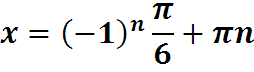 x = (-1)ⁿ π/6 + πn